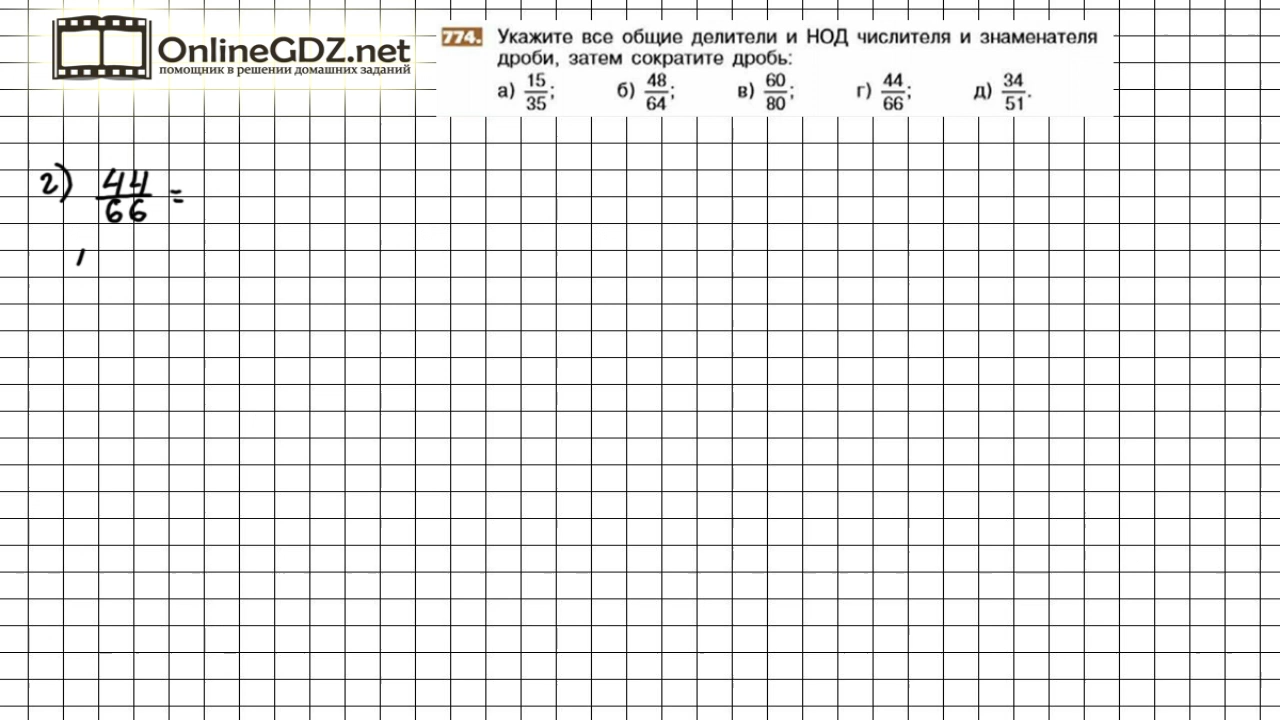 OnlineGDZ.net
помощник в решении домашних заданий
774. Укажите все общие делители и НОД числителя и знаменателя
дроби, затем сократите дробь:
а) 15/35; б) 48/64; в) 60/80; г) 44/66; д) 34/51.
г) 44/66 =